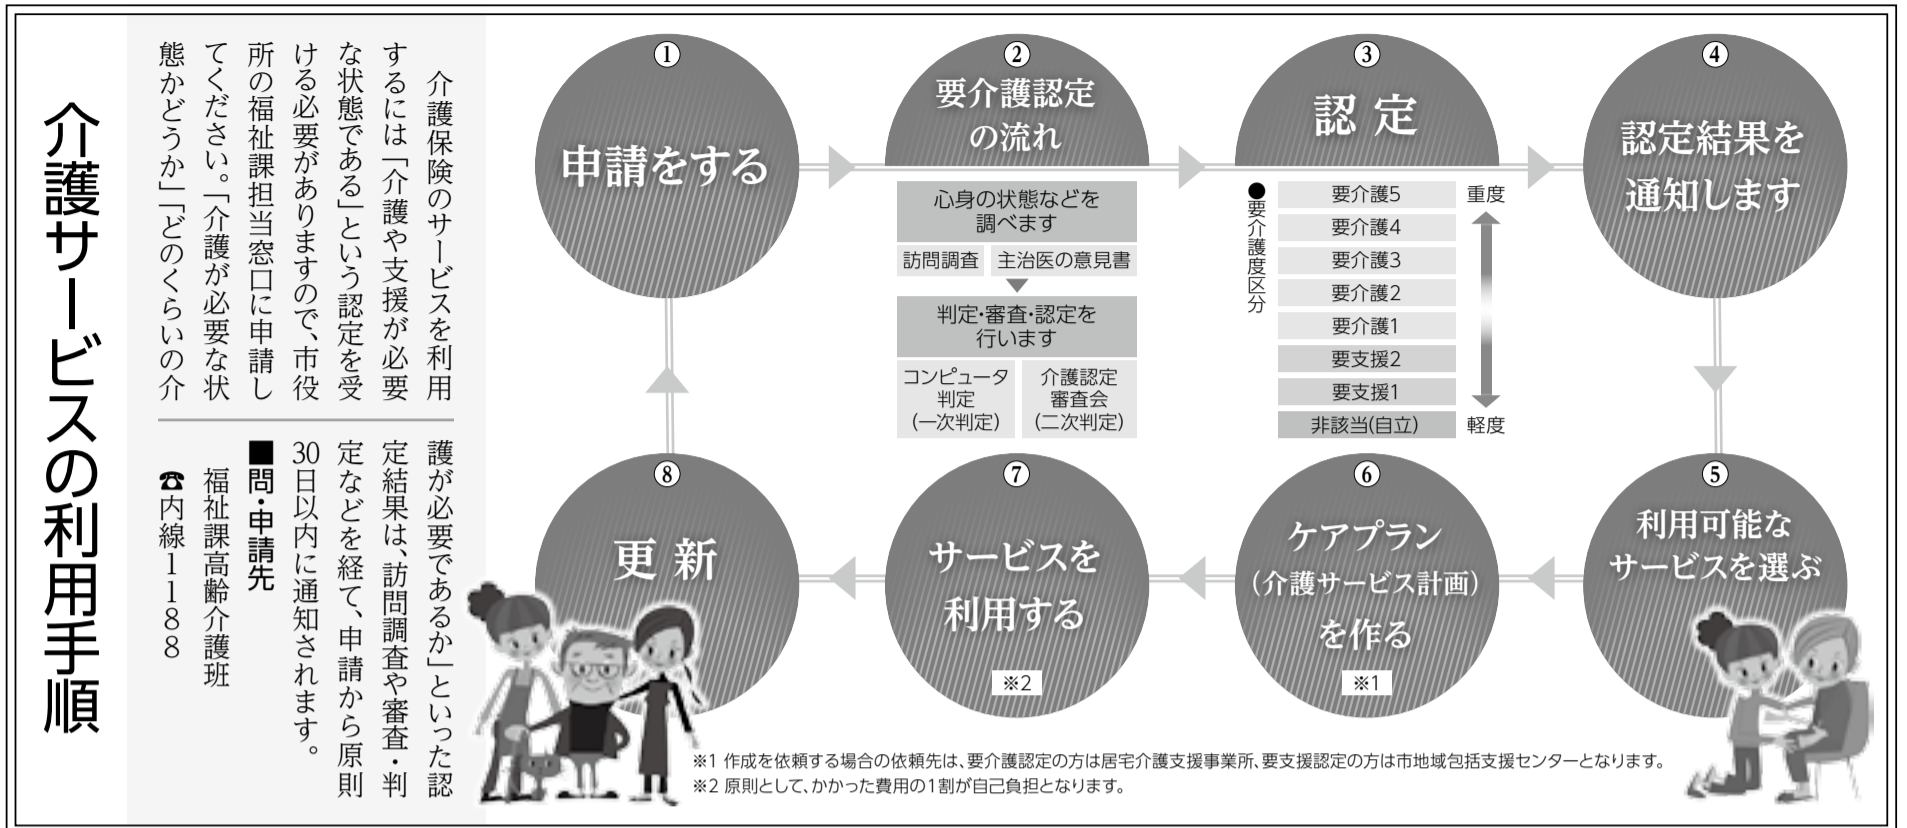 介護サービスの利用手順
　介護保険のサービスを利用
するには「介護や支援が必要
な状態である」という認定を受
ける必要がありますので、市役
所の福祉課担当窓口に申請し
てください。「介護が必要な状
態かどうか」「どのくらいの介
護が必要であるか」といった認
定結果は、訪問調査や審査・判
定などを経て、申請から原則
30日以内に通知されます。
■問・申請先
福祉課高齢介護班
☎内線1188
①
申請をする
②
要介護認定
の流れ
心身の状態などを
調べます
訪問調査
主治医の意見書
判定・審査・認定を
行います
コンピュータ
判定
(一次判定)
介護認定
審査会
(二次判定)
③
認定
●要介護度区分
要介護5
要介護4
要介護3
要介護2
要介護1
要支援2
要支援1
非該当(自立)
重度
軽度
④
認定結果を
通知します
⑤
利用可能な
サービスを選ぶ
⑥
ケアプラン
(介護サービス計画)
を作る
※1
⑦
サービスを
利用する
※2
⑧
更新
※1 作成を依頼する場合の依頼先は、要介護認定の方は居宅介護支援事業所、要支援認定の方は市地域包括支援センターとなります。
※2 原則として、かかった費用の1割が自己負担となります。